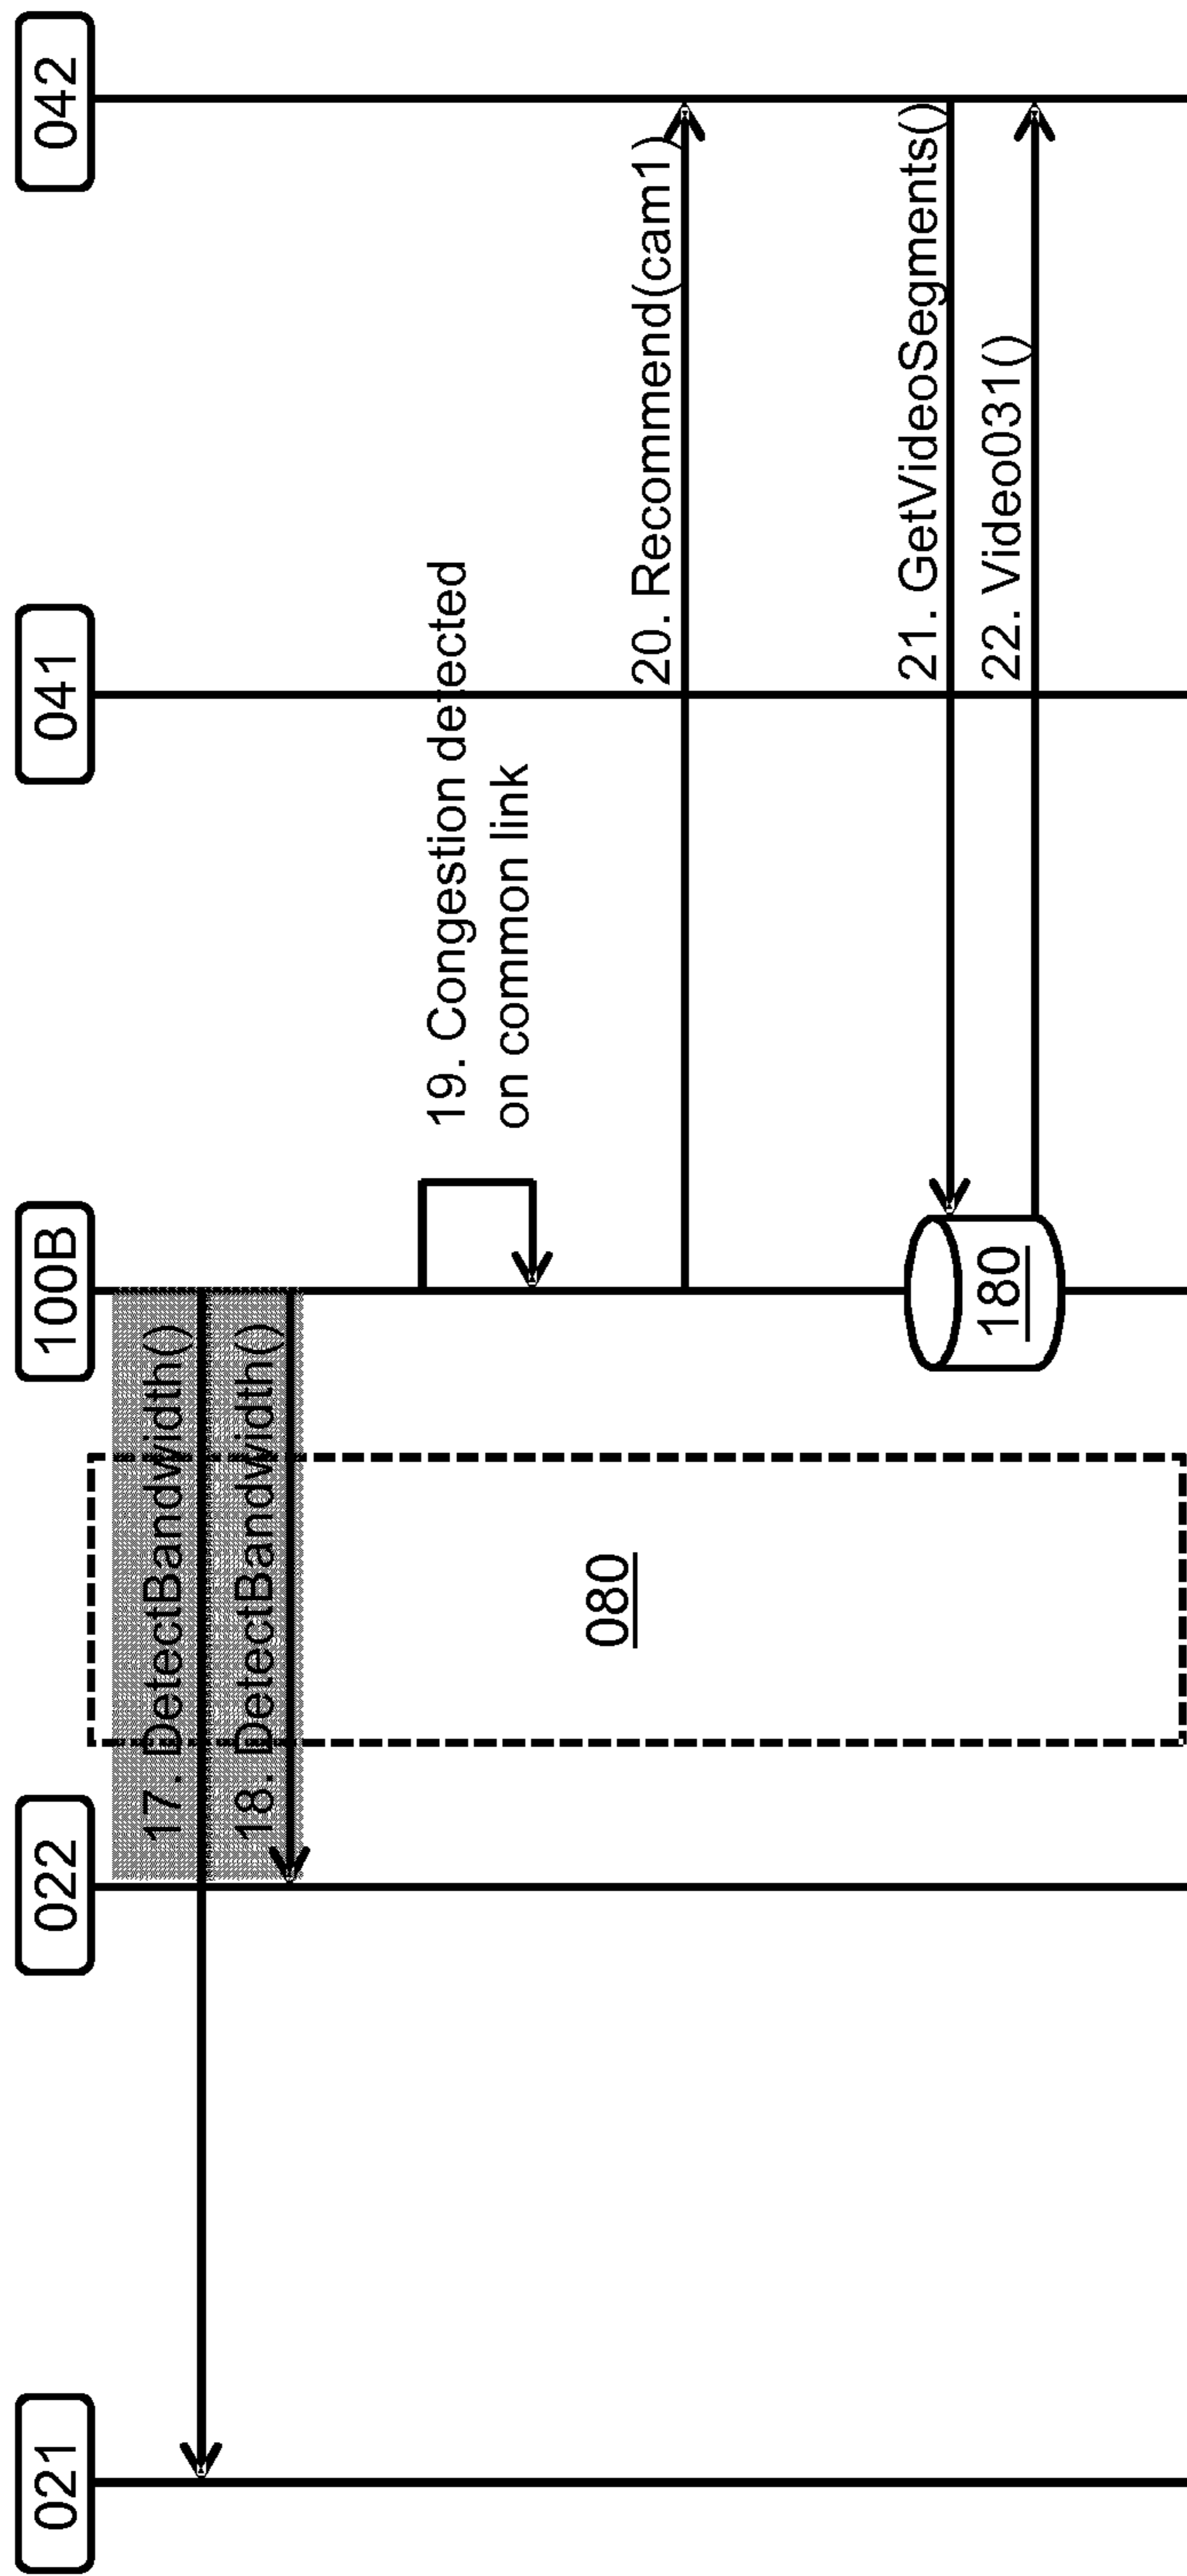 021
022
100B
041
042
17. DetectBandwidth()
18. DetectBandwidth()
19. Congestion detected
on common link
080
20. Recommend(cam1)
21. GetVideoSegments()
180
22. Video031()